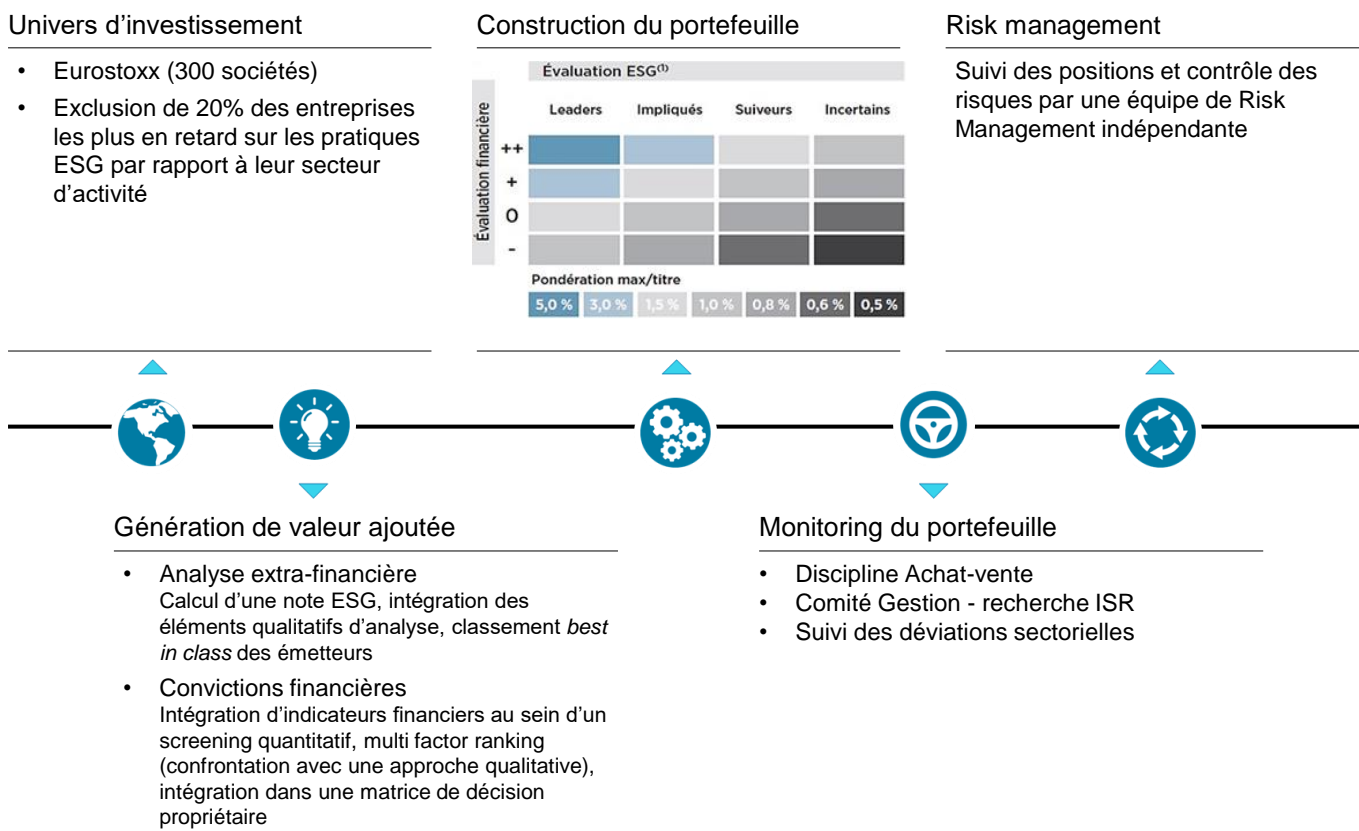 Univers d’investissement
• Eurostoxx (300 sociétés)
• Exclusion de 20% des entreprises
les plus en retard sur les pratiques
ESG par rapport à leur secteur
d’activité
Construction du portefeuille
Évaluation ESG(1)
Évaluation financière
Leaders Impliqués Suiveurs Incertains
++
+
O
-
Pondération max/titre
5,0 % 3,0 % 1,5 % 1,0 % 0,8 % 0,6 % 0,5 %
Risk management
Suivi des positions et contrôle des
risques par une équipe de Risk
Management indépendante
Génération de valeur ajoutée
• Analyse extra-financière
Calcul d’une note ESG, intégration des
éléments qualitatifs d’analyse, classement best
in class des émetteurs
• Convictions financières
Intégration d’indicateurs financiers au sein d’un
screening quantitatif, multi factor ranking
(confrontation avec une approche qualitative),
intégration dans une matrice de décision
propriétaire
Monitoring du portefeuille
• Discipline Achat-vente
• Comité Gestion - recherche ISR
• Suivi des déviations sectorielles